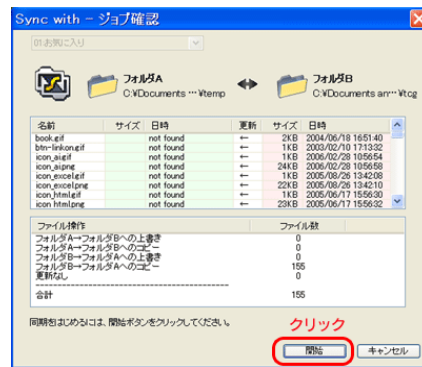 Sync with － ジョブ確認
01:お気に入り
フォルダA
C:¥Documents … ¥temp
フォルダB
C:¥Documents an… ¥tcg
名前 サイズ 日時 更新 サイズ 日時
book.gif not found ← 2KB 2004/06/18 16:51:40
btn-linkon.gif not found ← 1KB 2003/02/10 17:13:32
icon_ai.gif not found ← 1KB 2006/02/28 10:56:54
icon_ai.png not found ← 24KB 2006/02/28 10:56:58
icon_excel.gif not found ← 1KB 2005/08/26 13:42:08
icon_excel.png not found ← 22KB 2005/08/26 13:42:10
icon_html.gif not found ← 1KB 2005/06/17 15:56:30
icon_html.png not found ← 23KB 2005/06/17 15:56:32
ファイル操作 ファイル数
フォルダA→フォルダBへの上書き 0
フォルダA→フォルダBへのコピー 0
フォルダB→フォルダAへの上書き 0
フォルダB→フォルダAへのコピー 155
更新なし 0
------------------------------------------------
合計 155
同期をはじめるには、開始ボタンをクリックしてください。
クリック
開始 キャンセル